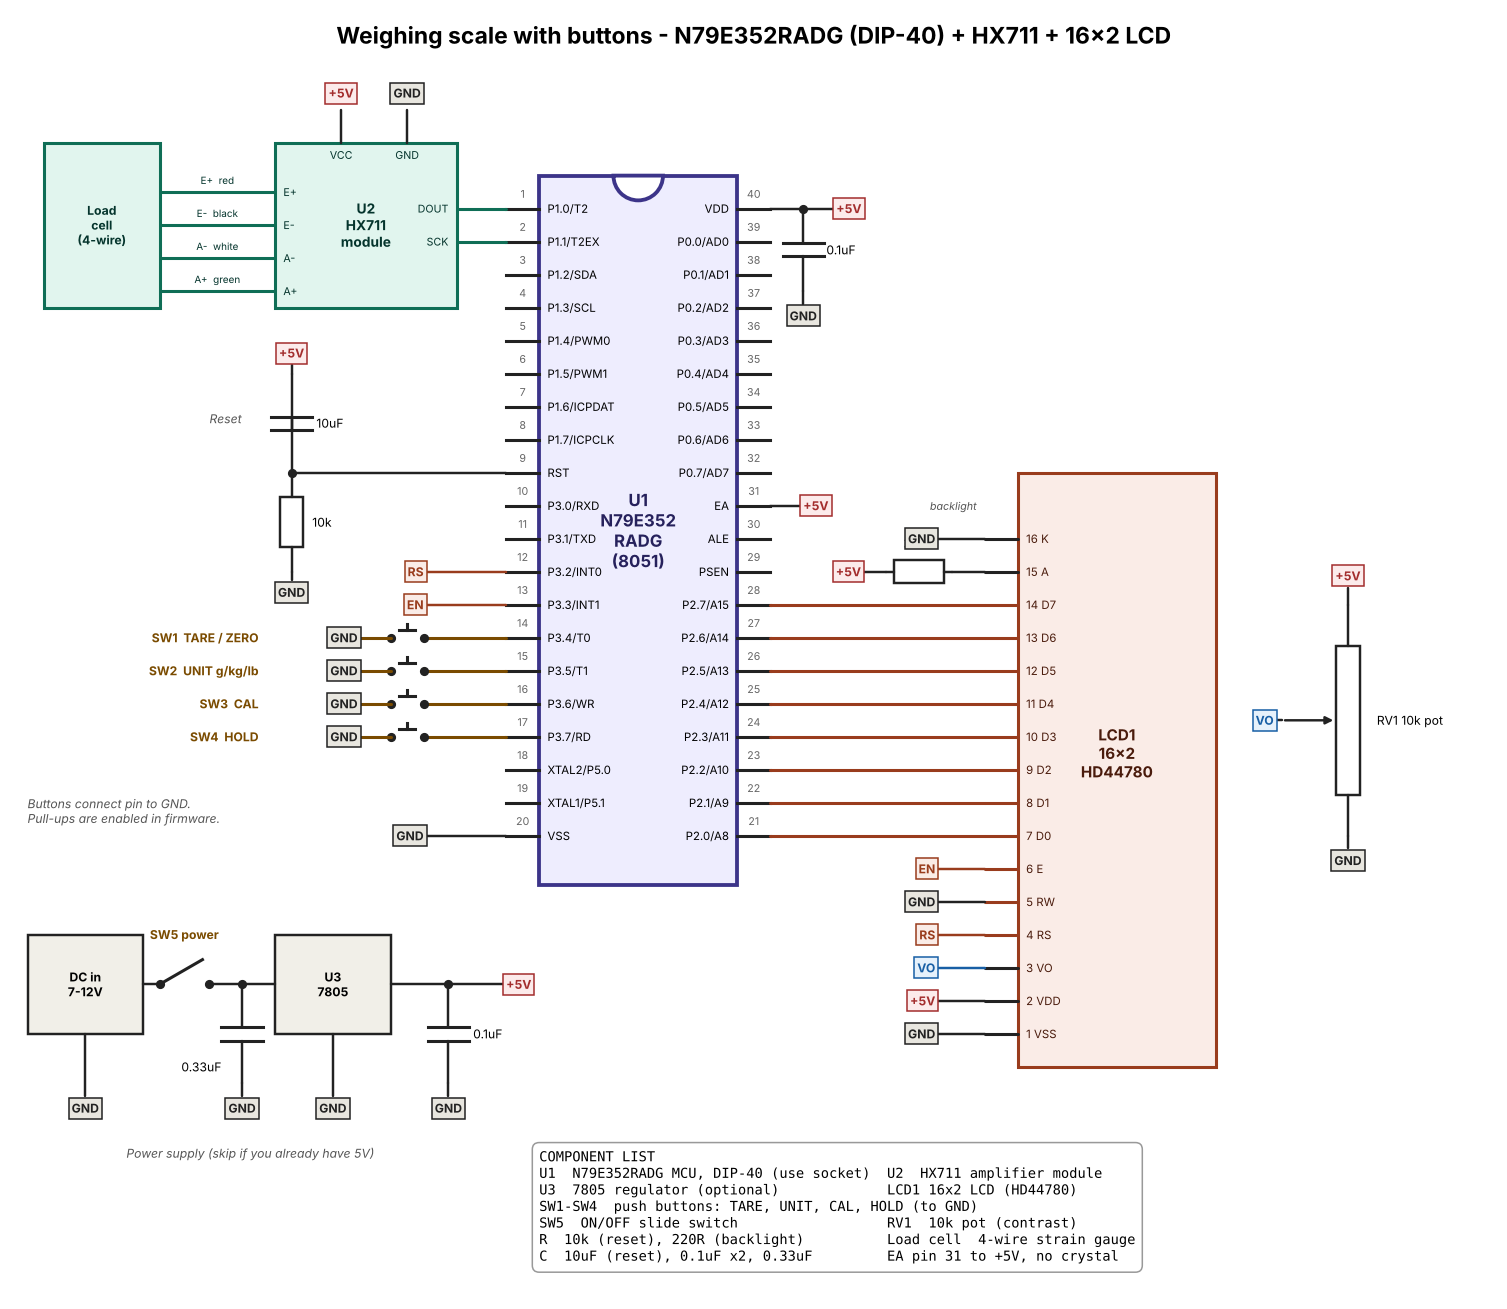 Weighing scale with buttons - N79E352RADG (DIP-40) + HX711 + 16×2 LCD
+5V
GND
VCC
GND
Load
cell
(4-wire)
E+ red
E- black
A- white
A+ green
E+
E-
A-
A+
U2
HX711
module
DOUT
SCK
1
P1.0/T2
2
P1.1/T2EX
3
P1.2/SDA
4
P1.3/SCL
5
P1.4/PWM0
6
P1.5/PWM1
7
P1.6/ICPDAT
8
P1.7/ICPCLK
9
RST
10
P3.0/RXD
11
P3.1/TXD
12
P3.2/INT0
13
P3.3/INT1
14
P3.4/T0
15
P3.5/T1
16
P3.6/WR
17
P3.7/RD
18
XTAL2/P5.0
19
XTAL1/P5.1
20
VSS
U1
N79E352
RADG
(8051)
40
VDD
39
P0.0/AD0
38
P0.1/AD1
37
P0.2/AD2
36
P0.3/AD3
35
P0.4/AD4
34
P0.5/AD5
33
P0.6/AD6
32
P0.7/AD7
31
EA
30
ALE
29
PSEN
28
P2.7/A15
27
P2.6/A14
26
P2.5/A13
25
P2.4/A12
24
P2.3/A11
23
P2.2/A10
22
P2.1/A9
21
P2.0/A8
+5V
0.1uF
GND
+5V
+5V
Reset
10uF
10k
GND
RS
EN
SW1 TARE / ZERO
GND
SW2 UNIT g/kg/lb
GND
SW3 CAL
GND
SW4 HOLD
GND
Buttons connect pin to GND.
Pull-ups are enabled in firmware.
GND
backlight
GND
+5V
16 K
15 A
14 D7
13 D6
12 D5
11 D4
10 D3
9 D2
8 D1
7 D0
6 E
5 RW
4 RS
3 VO
2 VDD
1 VSS
LCD1
16×2
HD44780
EN
GND
RS
VO
+5V
GND
+5V
VO
RV1 10k pot
GND
DC in
7-12V
SW5 power
U3
7805
+5V
0.33uF
0.1uF
GND
GND
GND
GND
Power supply (skip if you already have 5V)
COMPONENT LIST
U1 N79E352RADG MCU, DIP-40 (use socket) U2 HX711 amplifier module
U3 7805 regulator (optional) LCD1 16x2 LCD (HD44780)
SW1-SW4 push buttons: TARE, UNIT, CAL, HOLD (to GND)
SW5 ON/OFF slide switch RV1 10k pot (contrast)
R 10k (reset), 220R (backlight) Load cell 4-wire strain gauge
C 10uF (reset), 0.1uF x2, 0.33uF EA pin 31 to +5V, no crystal